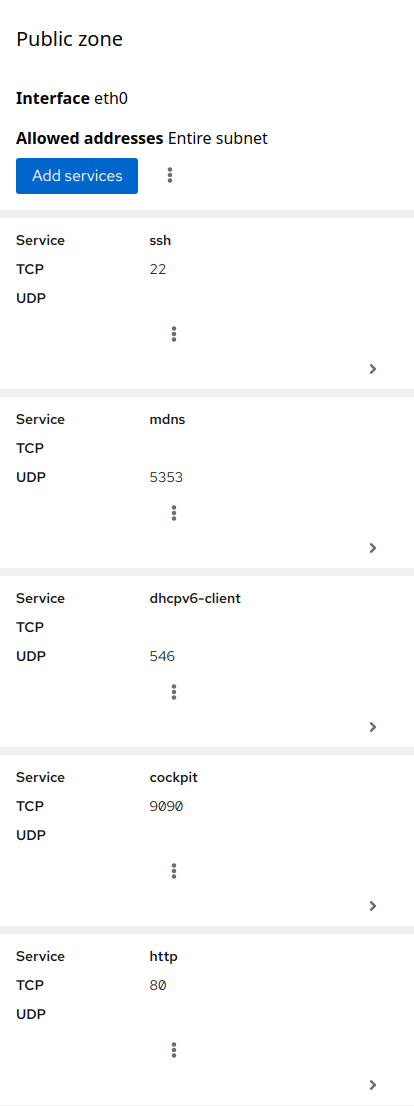 Public zone
Interface eth0
Allowed addresses Entire subnet
Add services
Service ssh
TCP 22
UDP
Service mdns
TCP
UDP 5353
Service dhcpv6-client
TCP
UDP 546
Service cockpit
TCP 9090
UDP
Service http
TCP 80
UDP